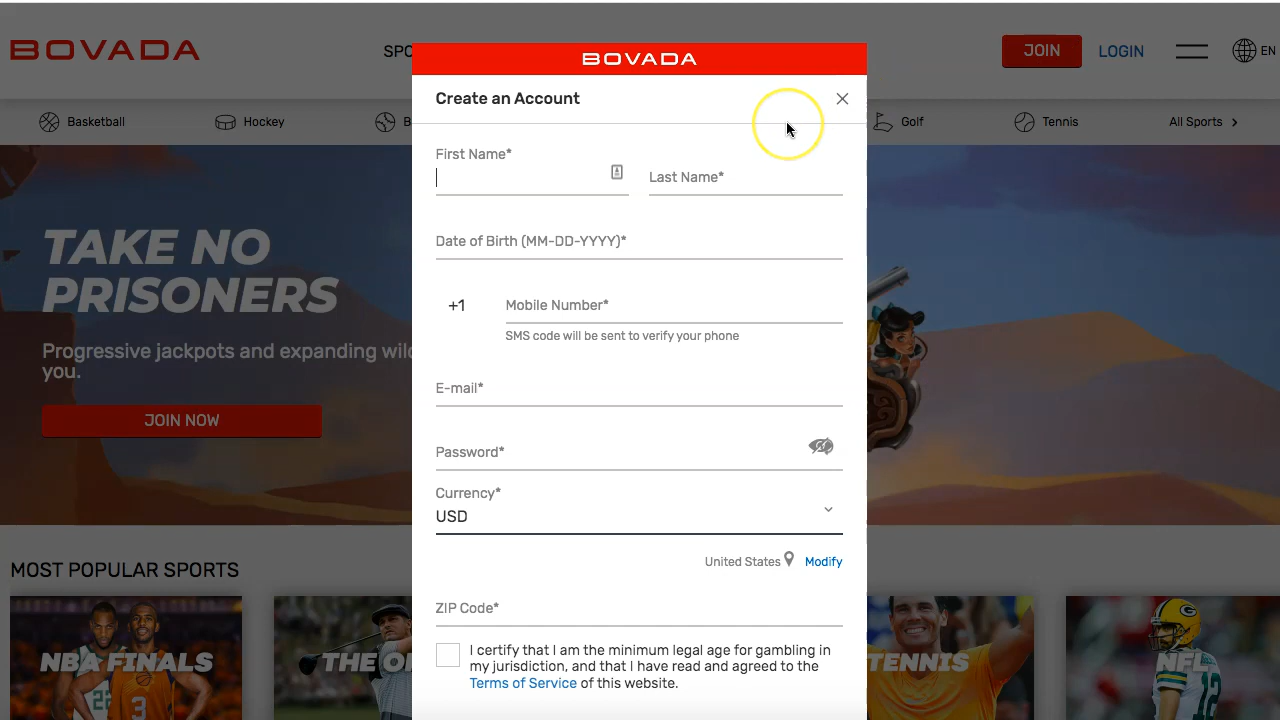 BOVADA
SPO
JOIN
LOGIN
EN
BOVADA
Create an Account
Basketball
Hockey
B
Golf
Tennis
All Sports
First Name*
Last Name*
Date of Birth (MM-DD-YYYY)*
+1
Mobile Number*
SMS code will be sent to verify your phone
E-mail*
Password*
Currency*
USD
United States
Modify
ZIP Code*
I certify that I am the minimum legal age for gambling in
my jurisdiction, and that I have read and agreed to the
Terms of Service of this website.
TAKE NO
PRISONERS
Progressive jackpots and expanding wil
you.
JOIN NOW
MOST POPULAR SPORTS
NBA FINALS
THE O
TENNIS
NFL
12
3